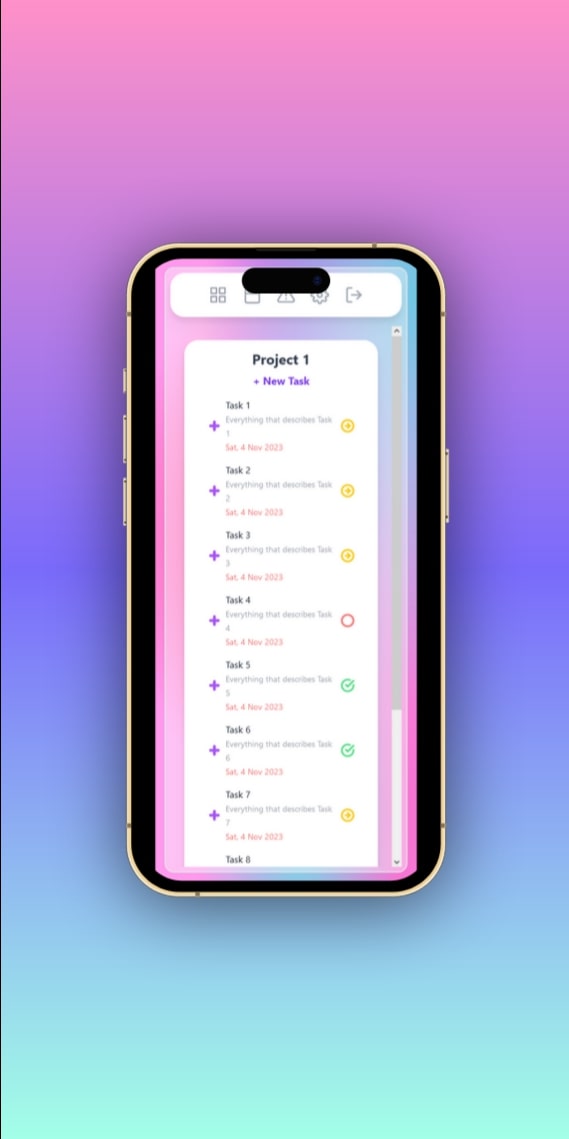 Project 1
+ New Task
Task 1
Everything that describes Task
1
Sat, 4 Nov 2023
Task 2
Everything that describes Task
2
Sat, 4 Nov 2023
Task 3
Everything that describes Task
3
Sat, 4 Nov 2023
Task 4
Everything that describes Task
4
Sat, 4 Nov 2023
Task 5
Everything that describes Task
5
Sat, 4 Nov 2023
Task 6
Everything that describes Task
6
Sat, 4 Nov 2023
Task 7
Everything that describes Task
7
Sat, 4 Nov 2023
Task 8